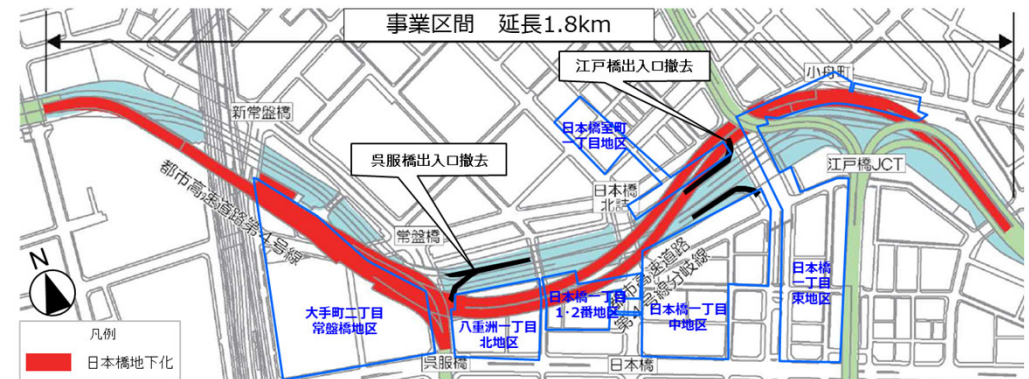 事業区間　延長1.8km
江戸橋出入口撤去
小舟町
新常盤橋
日本橋室町
一丁目地区
呉服橋出入口撤去
江戸橋JCT
日本橋
北詰
都市高速道路第4号線
常盤橋
都市高速道路
第4号線分岐線
日本橋
一丁目
東地区
N
大手町二丁目
常盤橋地区
日本橋一丁目
1・2番地区
日本橋一丁目
中地区
八重洲一丁目
北地区
凡例
日本橋地下化
呉服橋
日本橋